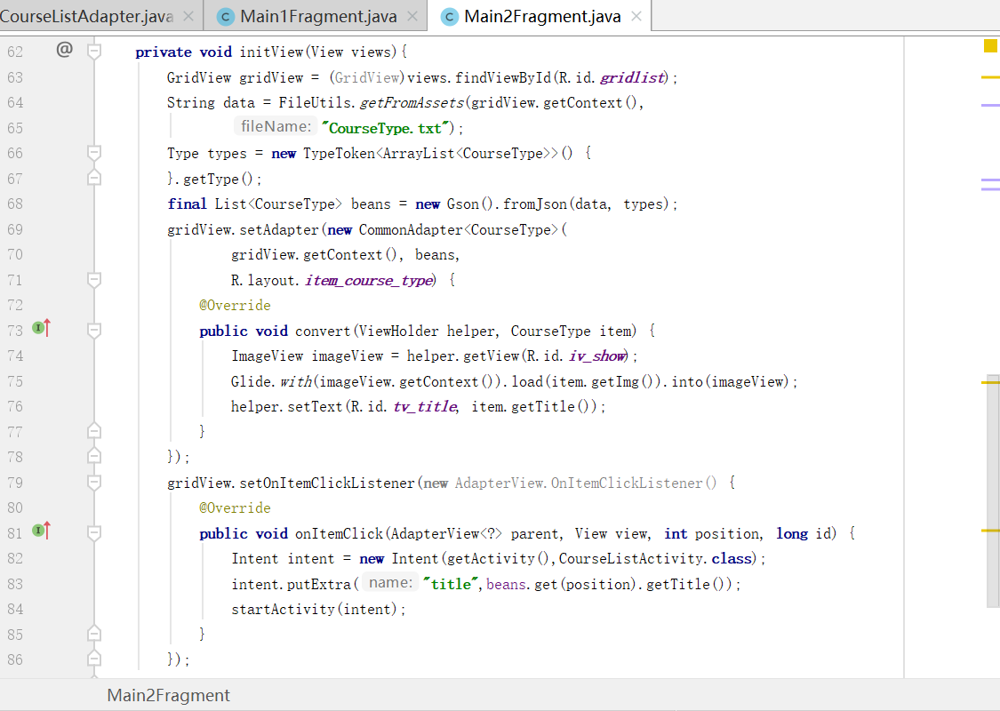 CourseListAdapter.java Main1Fragment.java Main2Fragment.java
62 @ private void initView(View views){
63 GridView gridView = (GridView)views.findViewById(R.id.gridlist);
64 String data = FileUtils.getFromAssets(gridView.getContext(),
65 fileName: "CourseType.txt");
66 Type types = new TypeToken<ArrayList<CourseType>>() {
67 }.getType();
68 final List<CourseType> beans = new Gson().fromJson(data, types);
69 gridView.setAdapter(new CommonAdapter<CourseType>(
70 gridView.getContext(), beans,
71 R.layout.item_course_type) {
72 @Override
73 public void convert(ViewHolder helper, CourseType item) {
74 ImageView imageView = helper.getView(R.id.iv_show);
75 Glide.with(imageView.getContext()).load(item.getImg()).into(imageView);
76 helper.setText(R.id.tv_title, item.getTitle());
77 }
78 });
79 gridView.setOnItemClickListener(new AdapterView.OnItemClickListener() {
80 @Override
81 public void onItemClick(AdapterView<?> parent, View view, int position, long id) {
82 Intent intent = new Intent(getActivity(),CourseListActivity.class);
83 intent.putExtra( name: "title",beans.get(position).getTitle());
84 startActivity(intent);
85 }
86 });
Main2Fragment